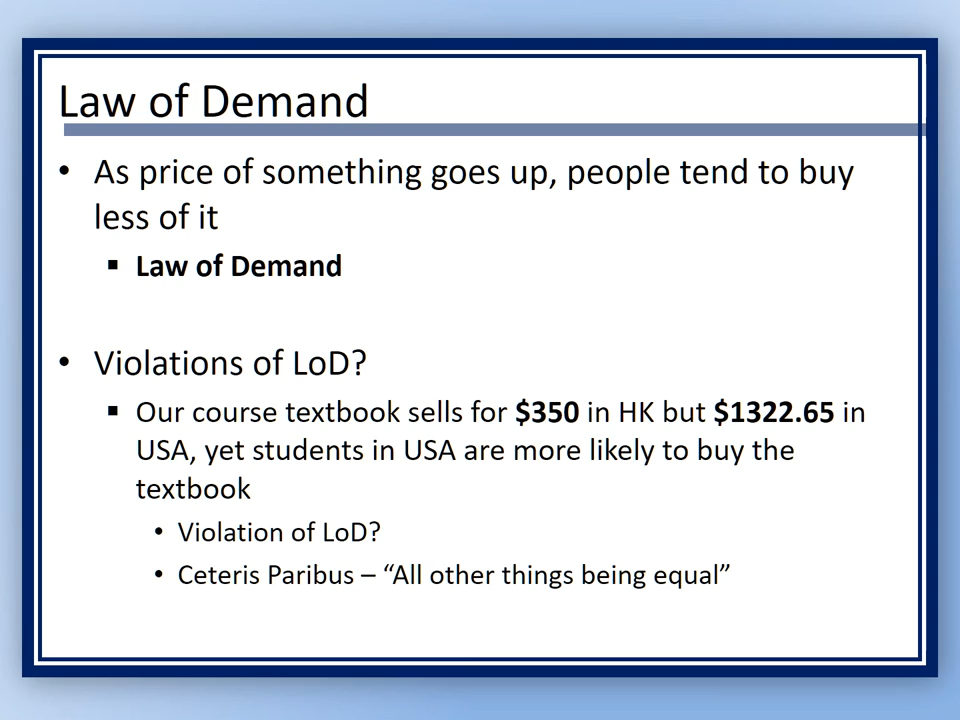 Law of Demand
• As price of something goes up, people tend to buy
less of it
▪ Law of Demand
• Violations of LoD?
▪ Our course textbook sells for $350 in HK but $1322.65 in
USA, yet students in USA are more likely to buy the
textbook
• Violation of LoD?
• Ceteris Paribus – “All other things being equal”